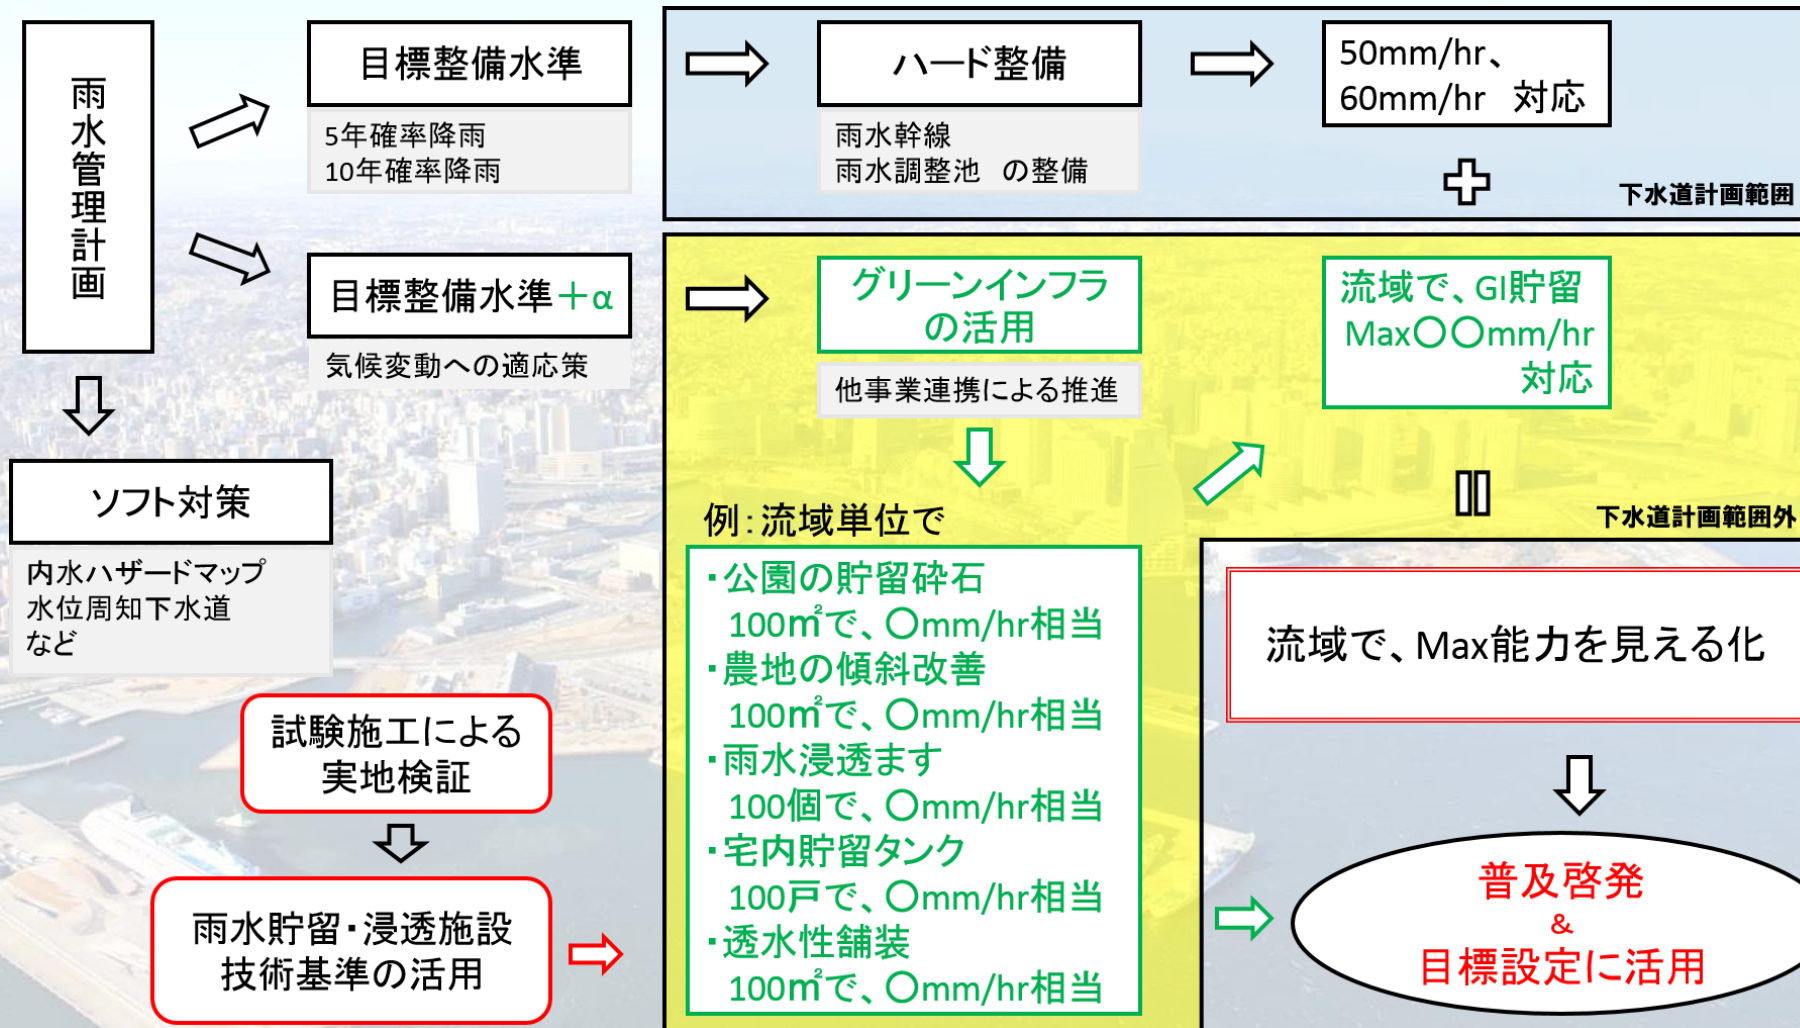 雨水管理計画
目標整備水準
5年確率降雨
10年確率降雨
ハード整備
雨水幹線
雨水調整池　の整備
50mm/hr、
60mm/hr　対応
下水道計画範囲
目標整備水準＋α
気候変動への適応策
グリーンインフラ
の活用
他事業連携による推進
流域で、GI貯留
Max〇〇mm/hr
対応
下水道計画範囲外
ソフト対策
内水ハザードマップ
水位周知下水道
など
例：流域単位で
・公園の貯留砕石
100㎡で、〇mm/hr相当
・農地の傾斜改善
100㎡で、〇mm/hr相当
・雨水浸透ます
100個で、〇mm/hr相当
・宅内貯留タンク
100戸で、〇mm/hr相当
・透水性舗装
100㎡で、〇mm/hr相当
流域で、Max能力を見える化
試験施工による
実地検証
雨水貯留・浸透施設
技術基準の活用
普及啓発
&
目標設定に活用